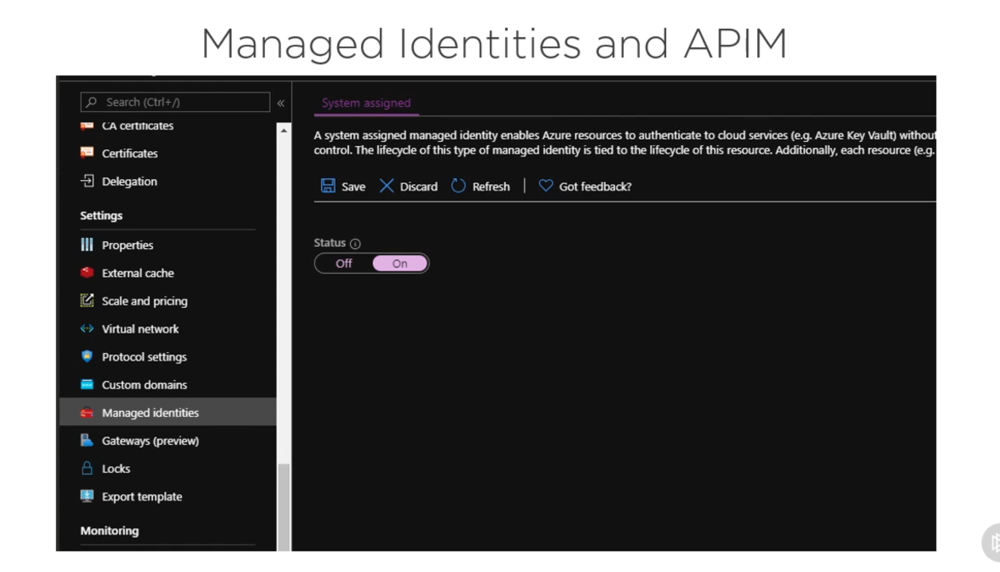 Managed Identities and APIM
Search (Ctrl+/)
«
CA certificates
Certificates
Delegation
Settings
Properties
External cache
Scale and pricing
Virtual network
Protocol settings
Custom domains
Managed identities
Gateways (preview)
Locks
Export template
Monitoring
System assigned
A system assigned managed identity enables Azure resources to authenticate to cloud services (e.g. Azure Key Vault) without
control. The lifecycle of this type of managed identity is tied to the lifecycle of this resource. Additionally, each resource (e.g.
Save Discard Refresh | Got feedback?
Status
Off On